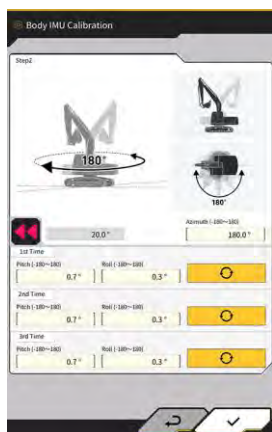 Body IMU Calibration
Step2
180°
180°
Azimuth (-180~180)
20.0°
180.0°
1st Time
Pitch (-180~180) Roll (-180~180)
0.7° 0.3°
2nd Time
Pitch (-180~180) Roll (-180~180)
0.7° 0.3°
3rd Time
Pitch (-180~180) Roll (-180~180)
0.7° 0.3°